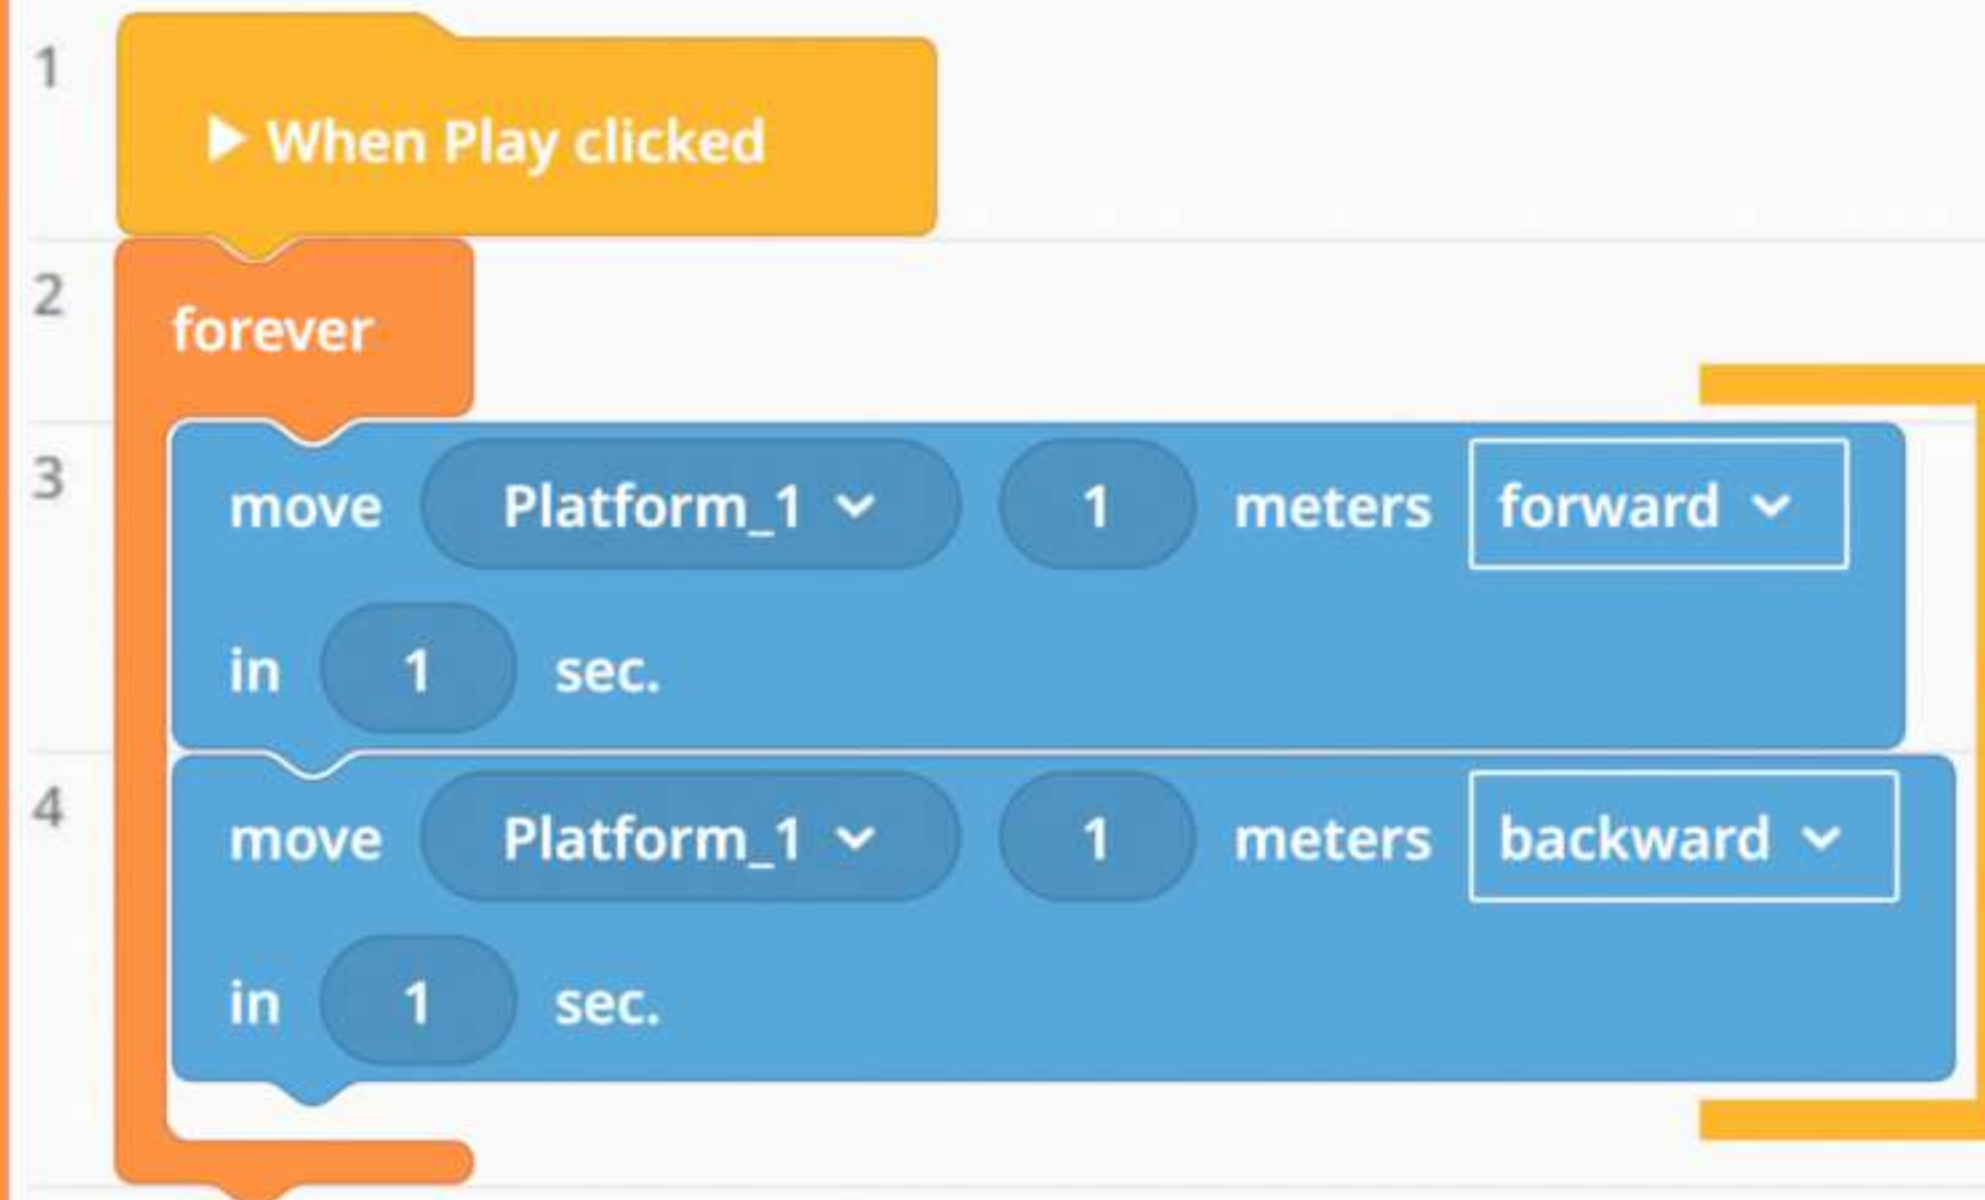 1
When Play clicked
2
forever
3
move Platform_1 1 meters forward
in 1 sec.
4
move Platform_1 1 meters backward
in 1 sec.